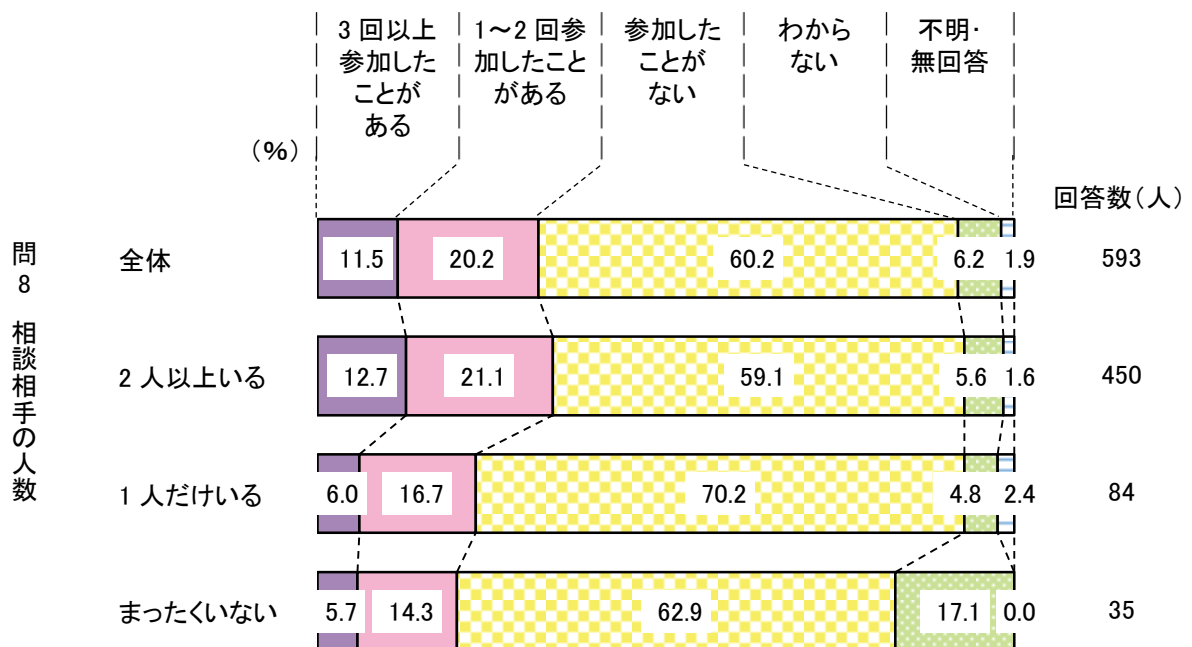 3 回以上
参加した
ことが
ある
1～2 回参
加したこと
がある
参加した
ことが
ない
わから
ない
不明・
無回答
（％）
回答数（人）
問8 相談相手の人数
全体 11.5 20.2 60.2 6.2 1.9 593
2 人以上いる 12.7 21.1 59.1 5.6 1.6 450
1 人だけいる 6.0 16.7 70.2 4.8 2.4 84
まったくいない 5.7 14.3 62.9 17.1 0.0 35